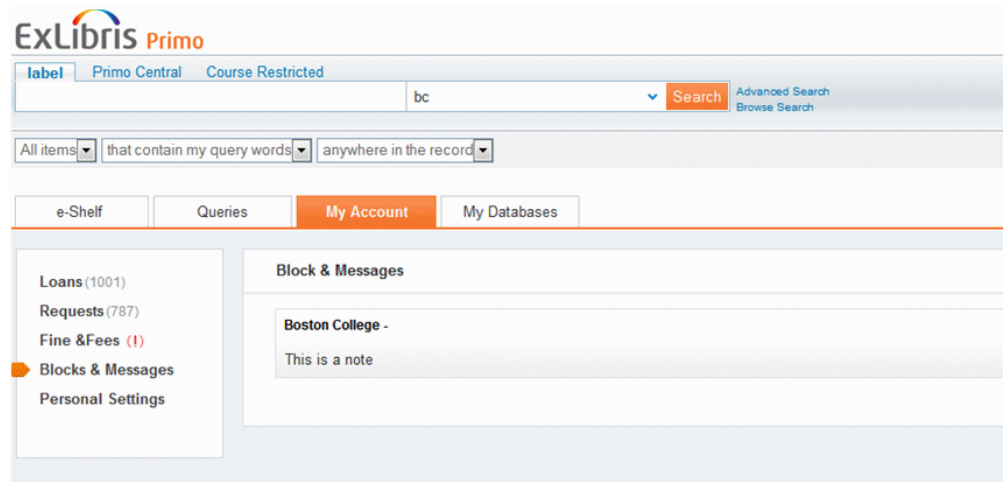 ExLibris Primo
label Primo Central Course Restricted
bc Search Advanced Search
Browse Search
All items that contain my query words anywhere in the record
e-Shelf Queries My Account My Databases
Block & Messages
Loans (1001)
Requests (787)
Fine &Fees (!)
Blocks & Messages
Personal Settings
Boston College -
This is a note